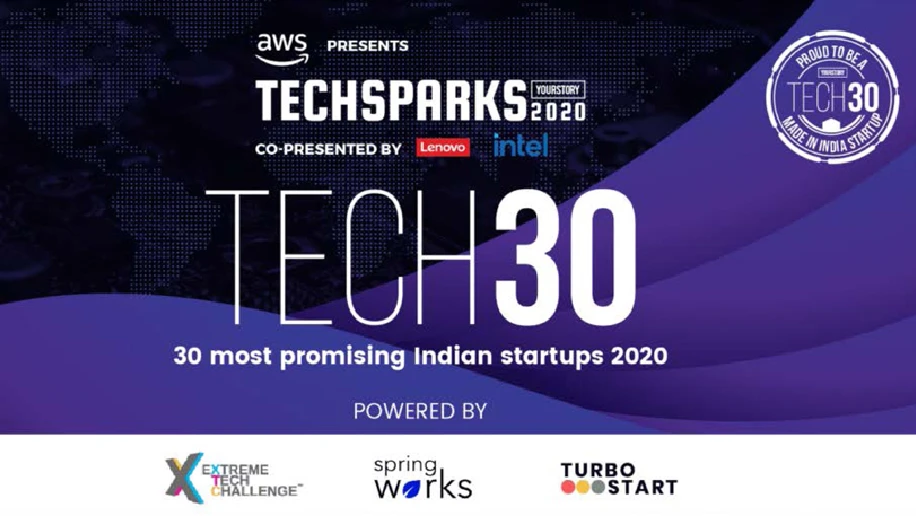 aws PRESENTS
TECHSPARKS YOURSTORY 2020
CO-PRESENTED BY Lenovo intel
PROUD TO BE A
YOURSTORY
TECH30
MADE IN INDIA STARTUP
TECH30
30 most promising Indian startups 2020
POWERED BY
X EXTREME
TECH
CHALLENGE™
spring
works
TURBO
START